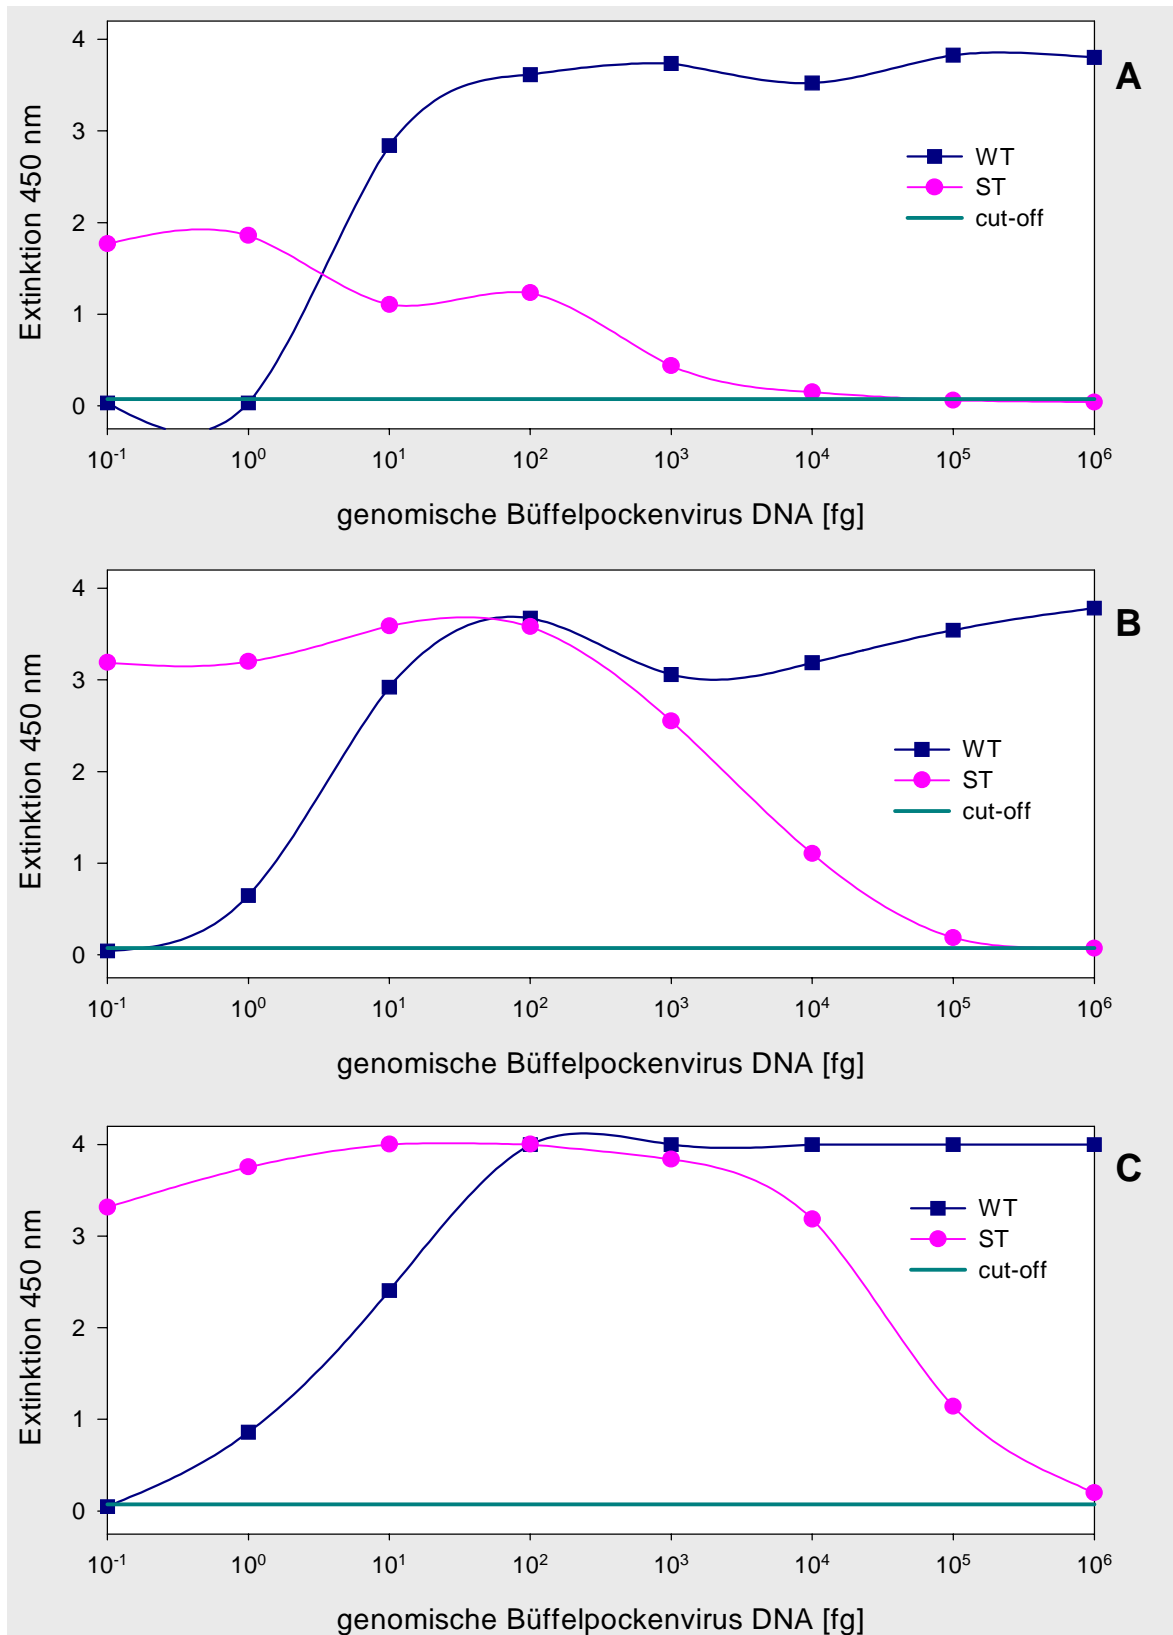 A
4
3
2
1
0
Extinktion 450 nm
WT
ST
cut-off
10⁻¹ 10⁰ 10¹ 10² 10³ 10⁴ 10⁵ 10⁶
genomische Büffelpockenvirus DNA [fg]
B
4
3
2
1
0
Extinktion 450 nm
WT
ST
cut-off
10⁻¹ 10⁰ 10¹ 10² 10³ 10⁴ 10⁵ 10⁶
genomische Büffelpockenvirus DNA [fg]
C
4
3
2
1
0
Extinktion 450 nm
WT
ST
cut-off
10⁻¹ 10⁰ 10¹ 10² 10³ 10⁴ 10⁵ 10⁶
genomische Büffelpockenvirus DNA [fg]